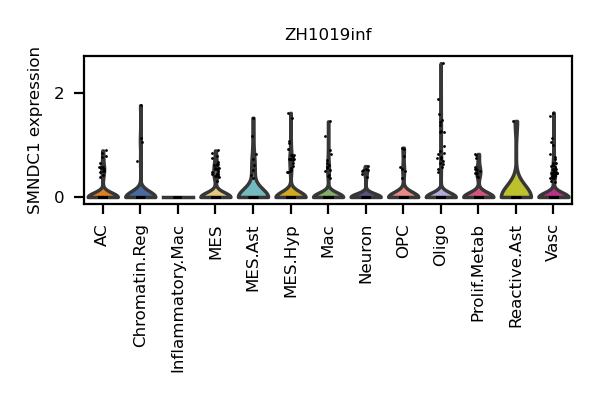 ZH1019inf
SMNDC1 expression
2
0
AC
Chromatin.Reg
Inflammatory.Mac
MES
MES.Ast
MES.Hyp
Mac
Neuron
OPC
Oligo
Prolif.Metab
Reactive.Ast
Vasc